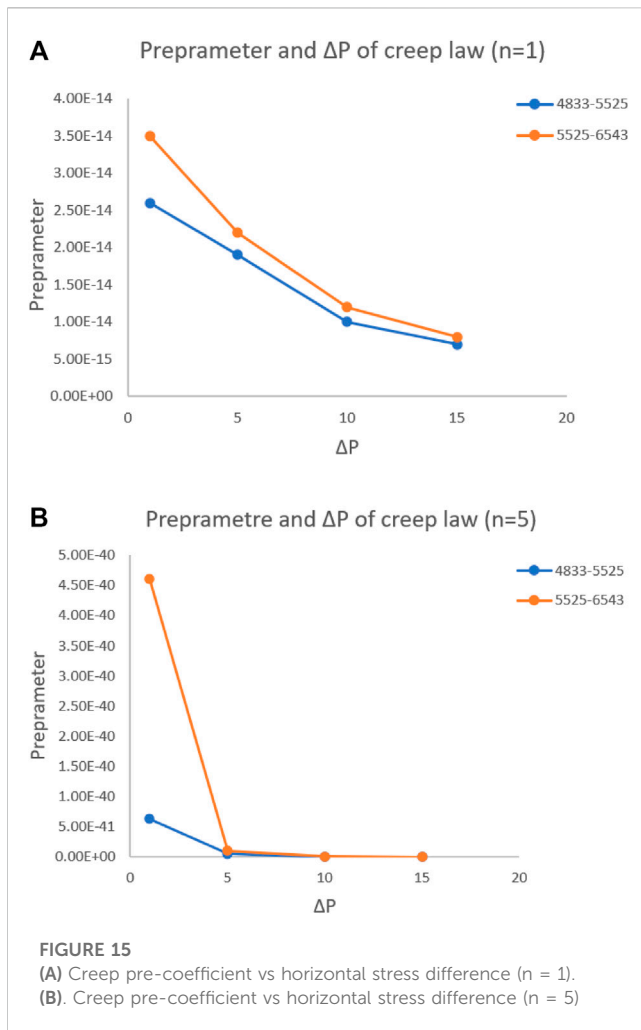 A
Preprameter and ΔP of creep law (n=1)
4.00E-14
3.50E-14
3.00E-14
2.50E-14
2.00E-14
1.50E-14
1.00E-14
5.00E-15
0.00E+00
Preprameter
0 5 10 15 20
ΔP
4833-5525
5525-6543
B
Preprametre and ΔP of creep law (n=5)
5.00E-40
4.50E-40
4.00E-40
3.50E-40
3.00E-40
2.50E-40
2.00E-40
1.50E-40
1.00E-40
5.00E-41
0.00E+00
Preprameter
0 5 10 15 20
ΔP
4833-5525
5525-6543
FIGURE 15
(A) Creep pre-coefficient vs horizontal stress difference (n = 1).
(B). Creep pre-coefficient vs horizontal stress difference (n = 5)